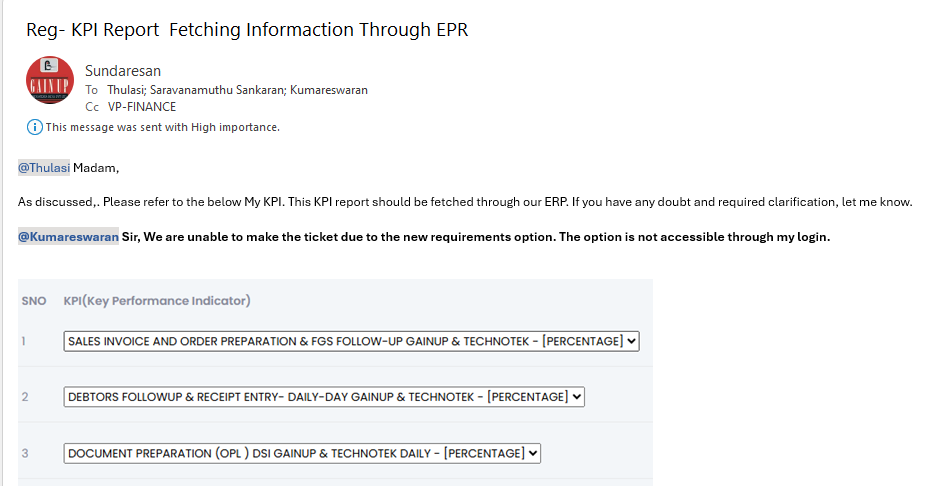 Reg- KPI Report  Fetching Informaction Through EPR
GAINUP
Sundaresan
To Thulasi; Saravanamuthu Sankaran; Kumareswaran
Cc VP-FINANCE
This message was sent with High importance.
@Thulasi Madam,
As discussed,. Please refer to the below My KPI. This KPI report should be fetched through our ERP. If you have any doubt and required clarification, let me know.
@Kumareswaran Sir, We are unable to make the ticket due to the new requirements option. The option is not accessible through my login.
SNO KPI(Key Performance Indicator)
1 SALES INVOICE AND ORDER PREPARATION & FGS FOLLOW-UP GAINUP & TECHNOTEK - [PERCENTAGE]
2 DEBTORS FOLLOWUP & RECEIPT ENTRY- DAILY-DAY GAINUP & TECHNOTEK - [PERCENTAGE]
3 DOCUMENT PREPARATION (OPL ) DSI GAINUP & TECHNOTEK DAILY - [PERCENTAGE]